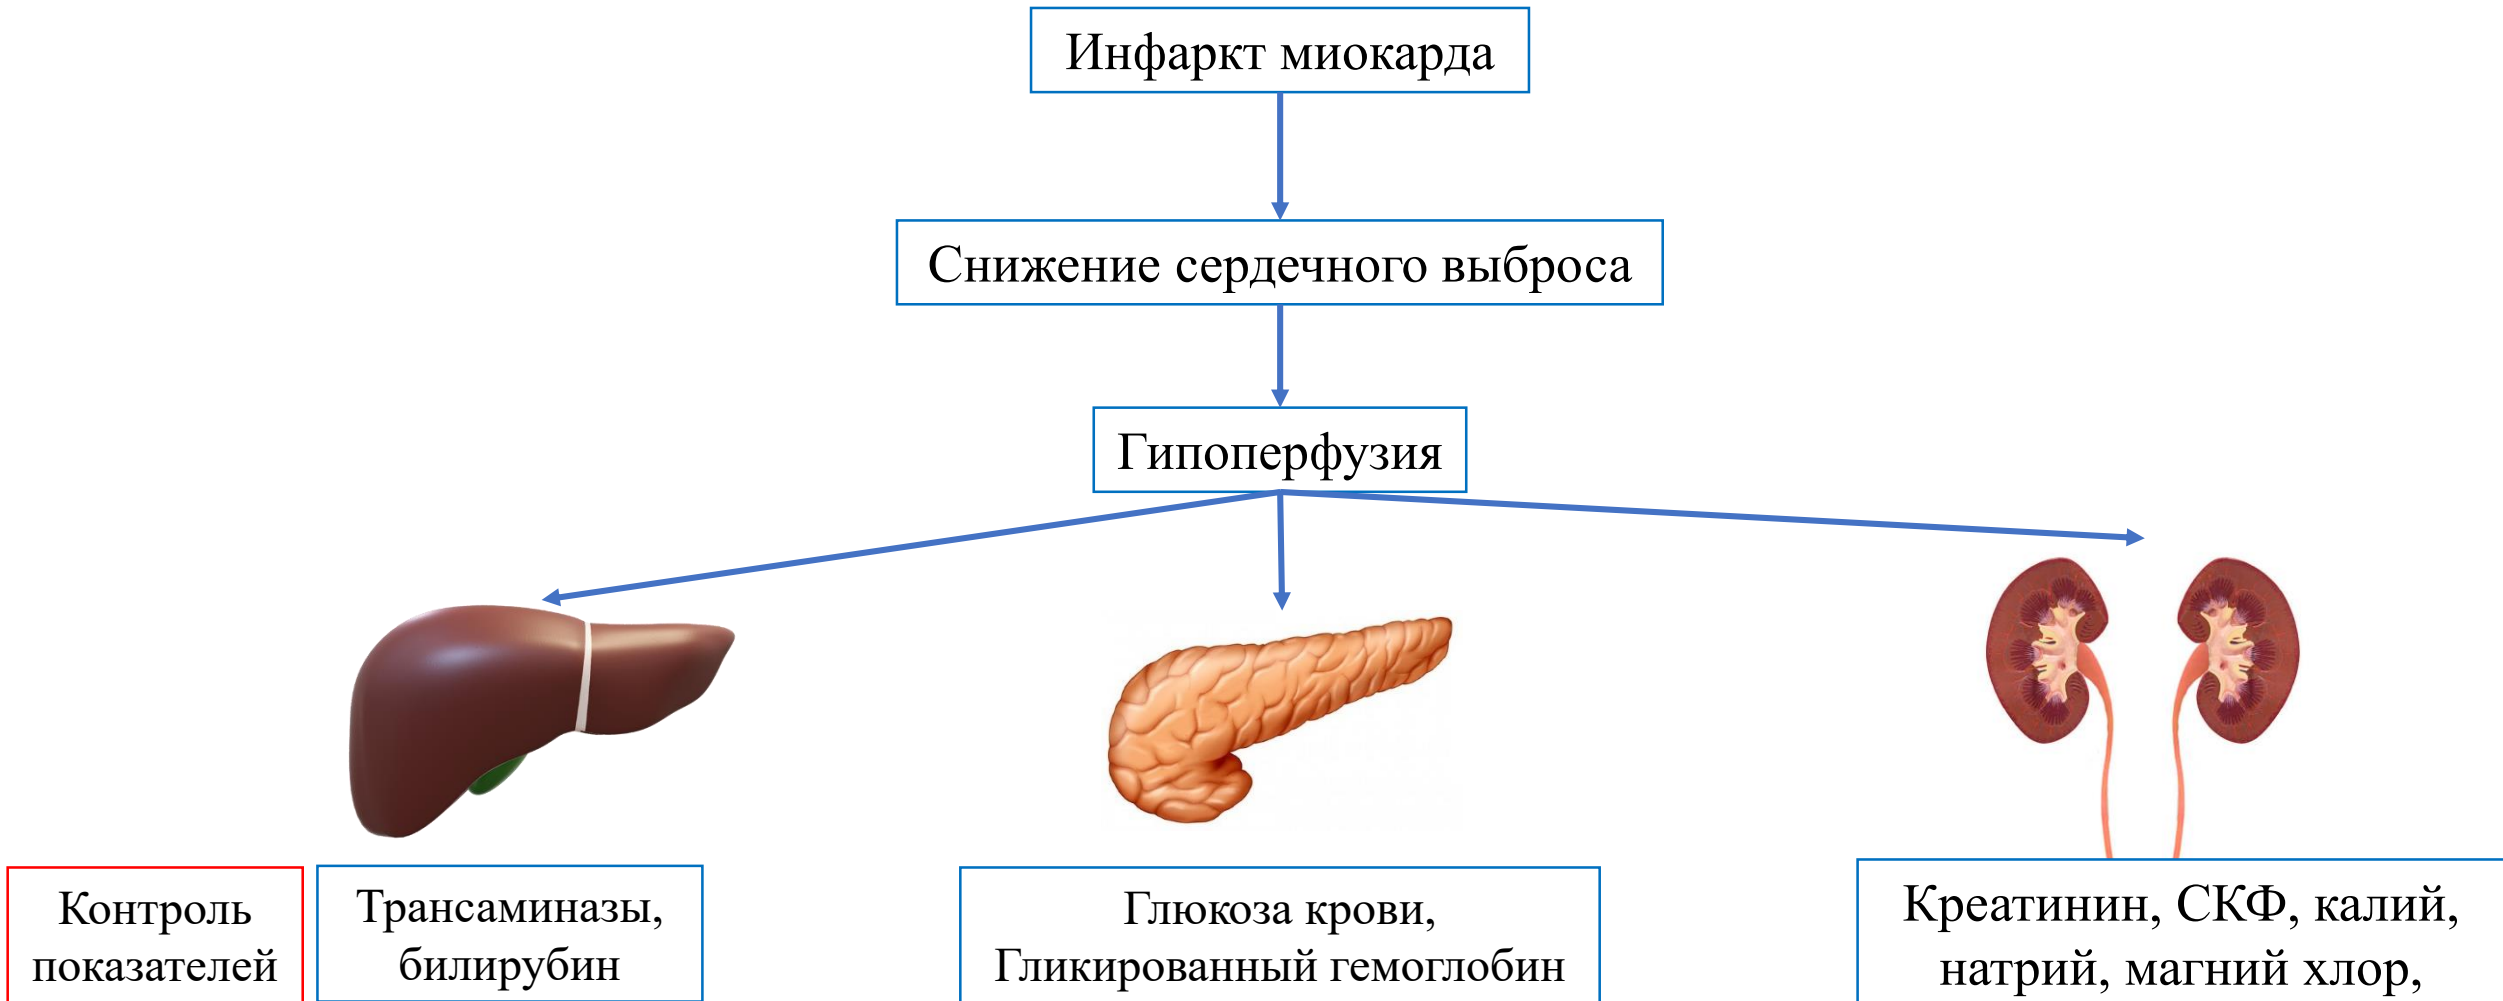 Инфаркт миокарда
Снижение сердечного выброса
Гипоперфузия
Контроль
показателей
Трансаминазы,
билирубин
Глюкоза крови,
Гликированный гемоглобин
Креатинин, СКФ, калий,
натрий, магний хлор,